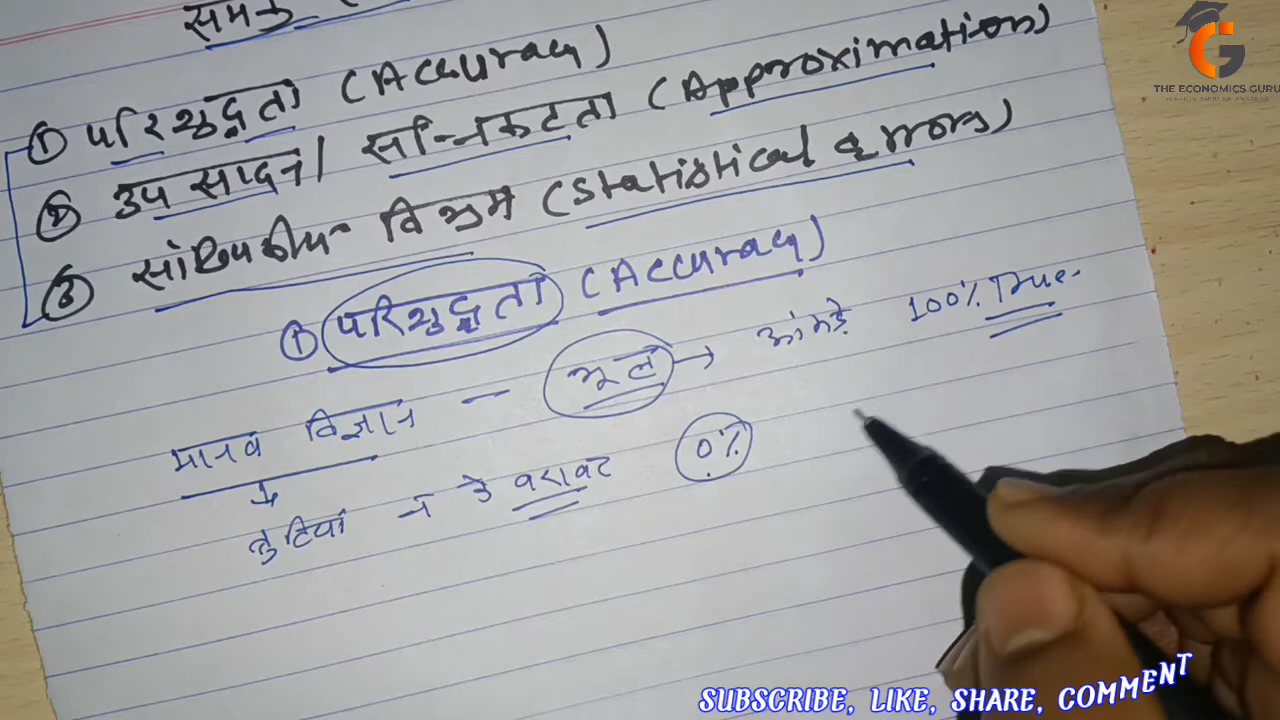 ① परिशुद्धता (Accuracy)
② उपसादन / सन्निकटता (Approximation)
③ सांख्यिकीय विभ्रम (Statistical errors)
① परिशुद्धता (Accuracy)
मानव विज्ञान - भूल → आंकड़े 100% True.
↓
त्रुटियां न के बराबर 0%
THE ECONOMICS GURU
SUBSCRIBE, LIKE, SHARE, COMMENT